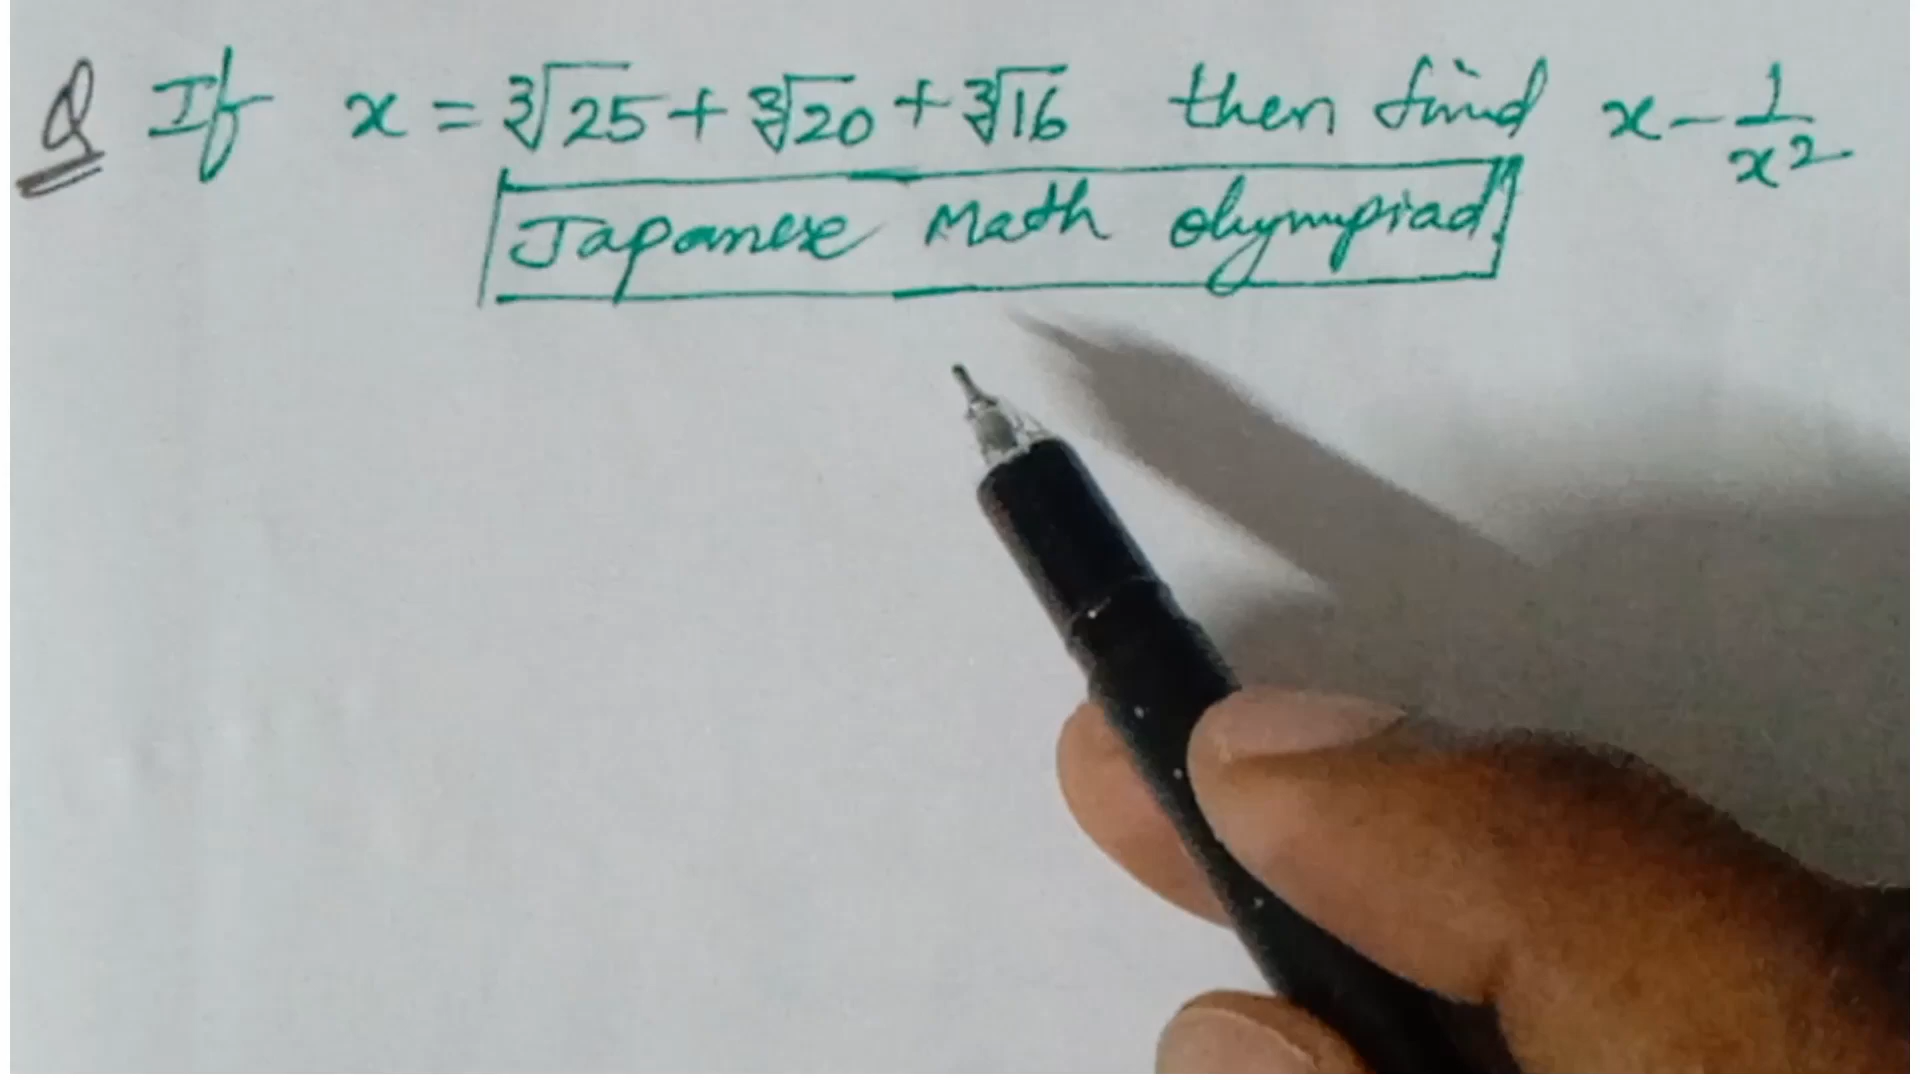 Q If x = ∛25 + ∛20 + ∛16 then find x - 1/x²
Japanese Math Olympiad